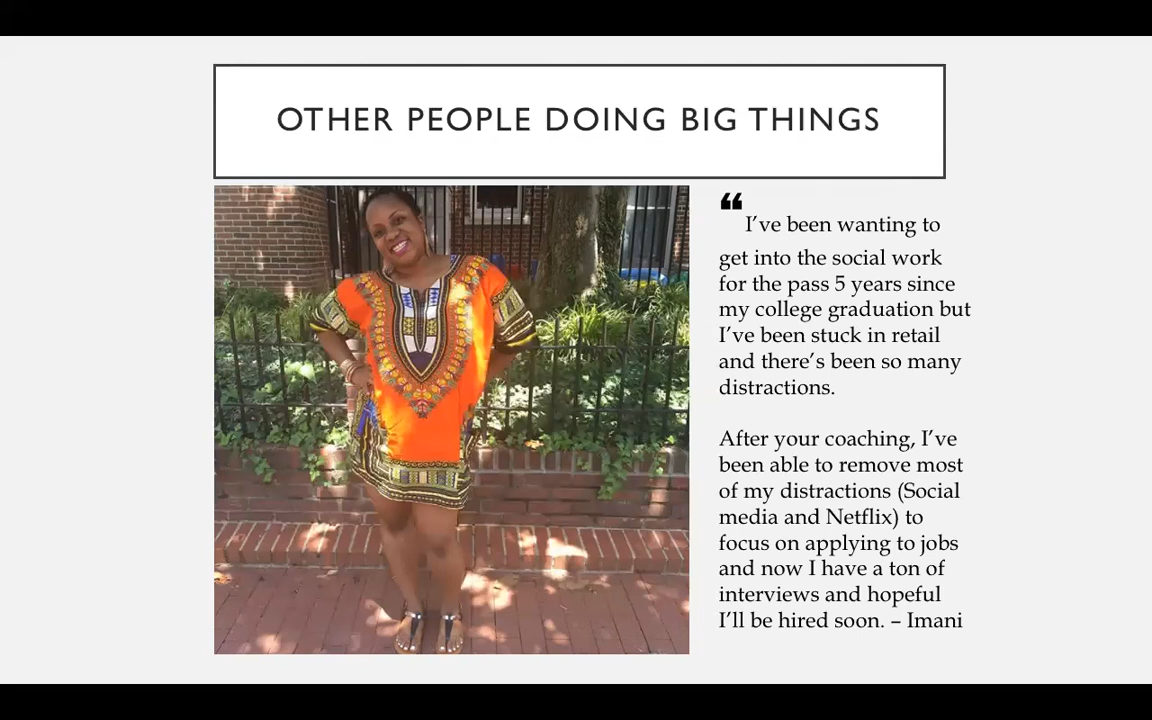 OTHER PEOPLE DOING BIG THINGS
“ I’ve been wanting to
get into the social work
for the pass 5 years since
my college graduation but
I’ve been stuck in retail
and there’s been so many
distractions.
After your coaching, I’ve
been able to remove most
of my distractions (Social
media and Netflix) to
focus on applying to jobs
and now I have a ton of
interviews and hopeful
I’ll be hired soon. – Imani